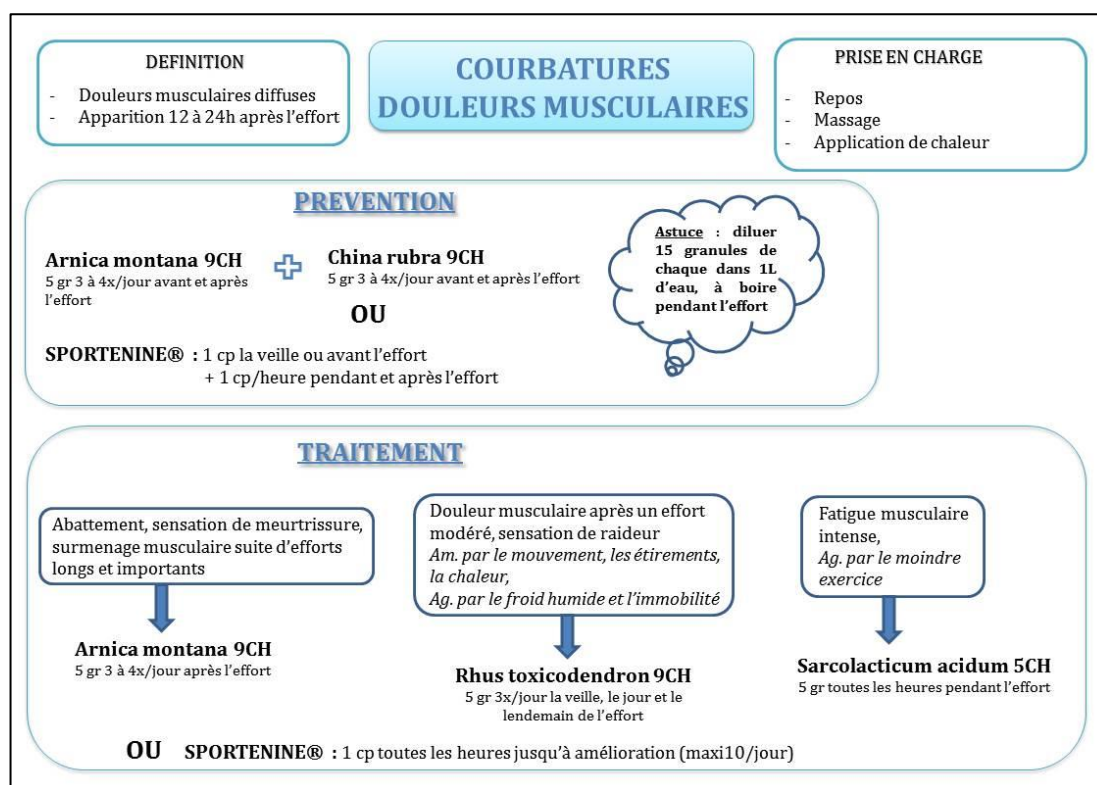 DEFINITION
- Douleurs musculaires diffuses
- Apparition 12 à 24h après l'effort
COURBATURES
DOULEURS MUSCULAIRES
PRISE EN CHARGE
- Repos
- Massage
- Application de chaleur
PREVENTION
Arnica montana 9CH
5 gr 3 à 4x/jour avant et après
l'effort
China rubra 9CH
5 gr 3 à 4x/jour avant et après l'effort
OU
SPORTENINE® : 1 cp la veille ou avant l'effort
+ 1 cp/heure pendant et après l'effort
Astuce : diluer
15 granules de
chaque dans 1L
d'eau, à boire
pendant l'effort
TRAITEMENT
Abattement, sensation de meurtrissure,
surmenage musculaire suite d'efforts
longs et importants
Arnica montana 9CH
5 gr 3 à 4x/jour après l'effort
Douleur musculaire après un effort
modéré, sensation de raideur
Am. par le mouvement, les étirements,
la chaleur,
Ag. par le froid humide et l'immobilité
Rhus toxicodendron 9CH
5 gr 3x/jour la veille, le jour et le
lendemain de l'effort
Fatigue musculaire
intense,
Ag. par le moindre
exercice
Sarcolacticum acidum 5CH
5 gr toutes les heures pendant l'effort
OU SPORTENINE® : 1 cp toutes les heures jusqu'à amélioration (maxi10/jour)